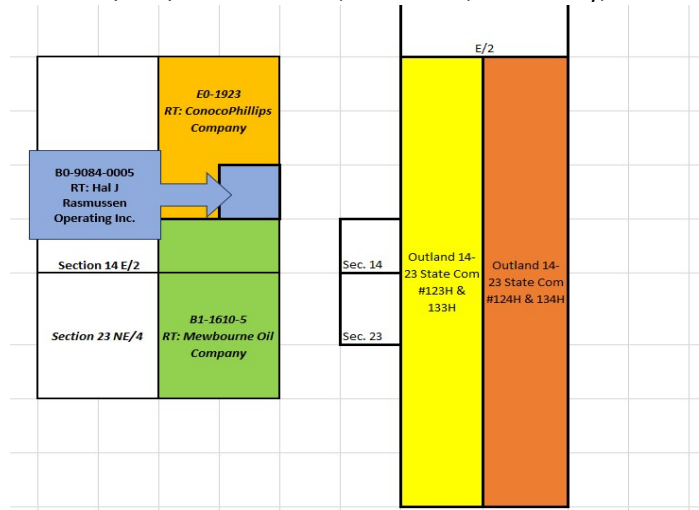 E/2
E0-1923
RT: ConocoPhillips
Company
B0-9084-0005
RT: Hal J
Rasmussen
Operating Inc.
Section 14 E/2
Section 23 NE/4
B1-1610-5
RT: Mewbourne Oil
Company
Sec. 14
Sec. 23
Outland 14-
23 State Com
#123H &
133H
Outland 14-
23 State Com
#124H & 134H